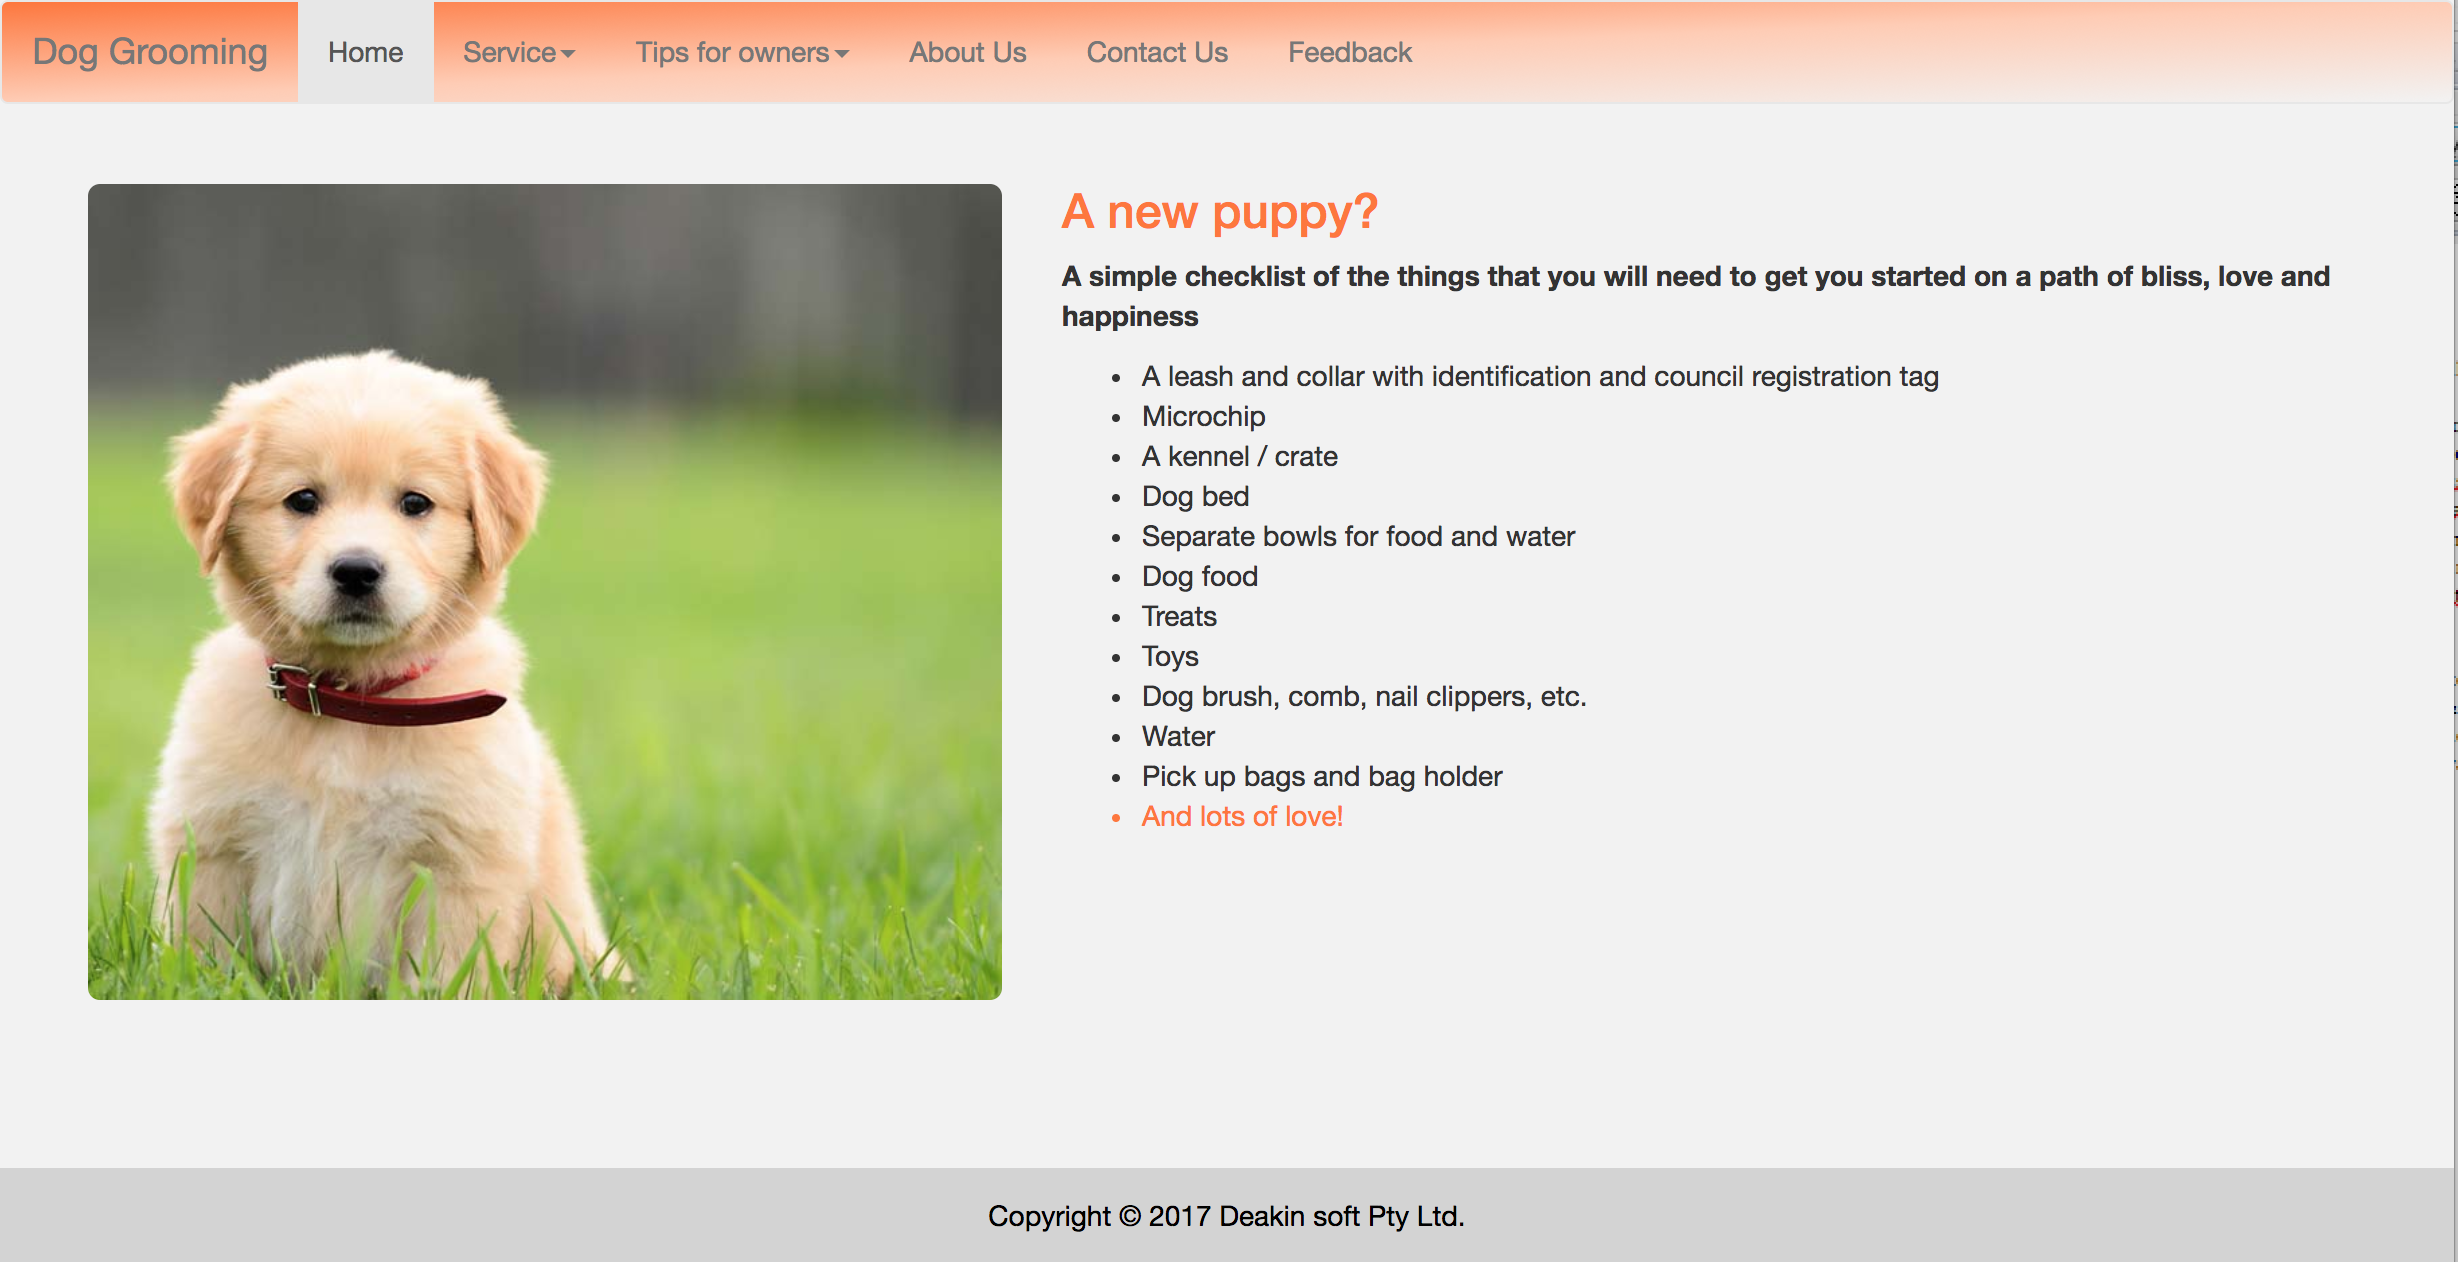 Dog Grooming Home Service Tips for owners About Us Contact Us Feedback
A new puppy?
A simple checklist of the things that you will need to get you started on a path of bliss, love and
happiness
• A leash and collar with identification and council registration tag
• Microchip
• A kennel / crate
• Dog bed
• Separate bowls for food and water
• Dog food
• Treats
• Toys
• Dog brush, comb, nail clippers, etc.
• Water
• Pick up bags and bag holder
• And lots of love!
Copyright © 2017 Deakin soft Pty Ltd.